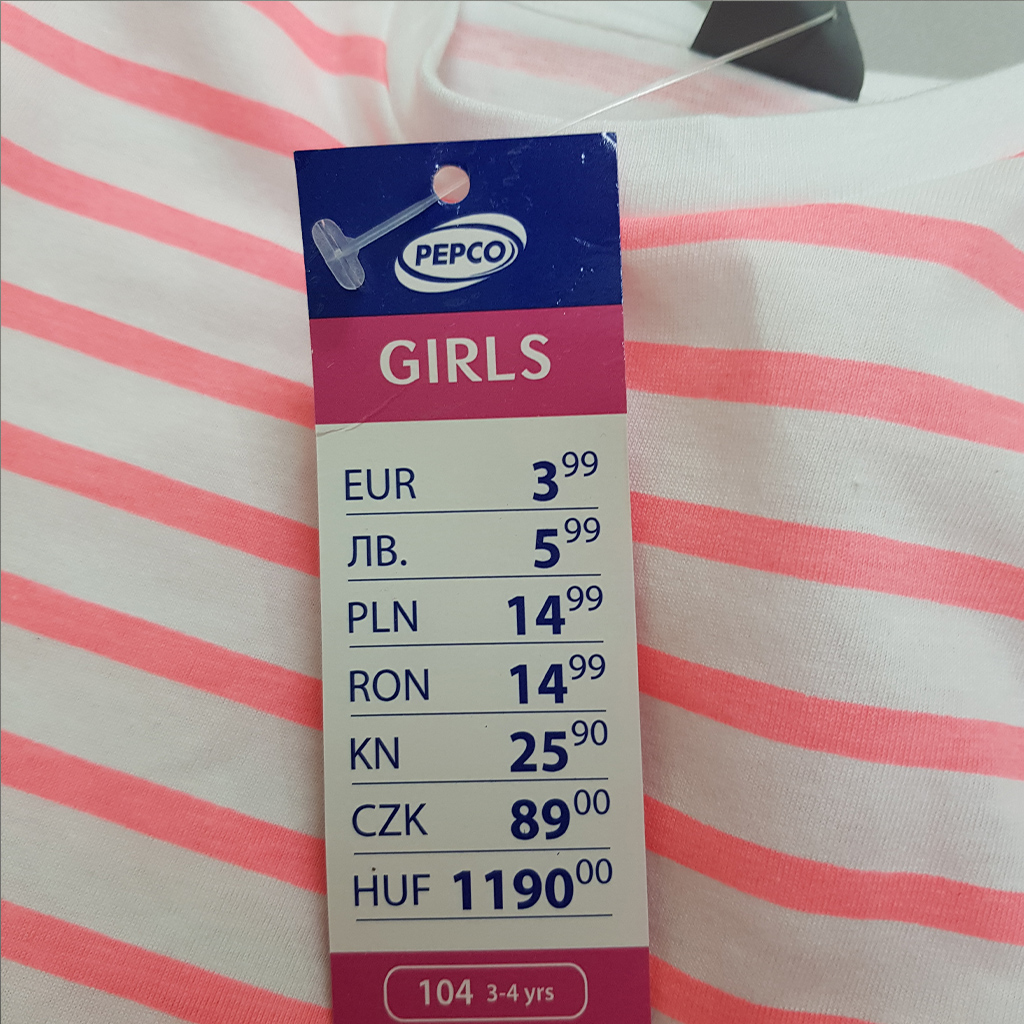 PEPCO
GIRLS
EUR 3⁹⁹
ЛВ. 5⁹⁹
PLN 14⁹⁹
RON 14⁹⁹
KN 25⁹⁰
CZK 89⁰⁰
HUF 1190⁰⁰
104 3-4 yrs